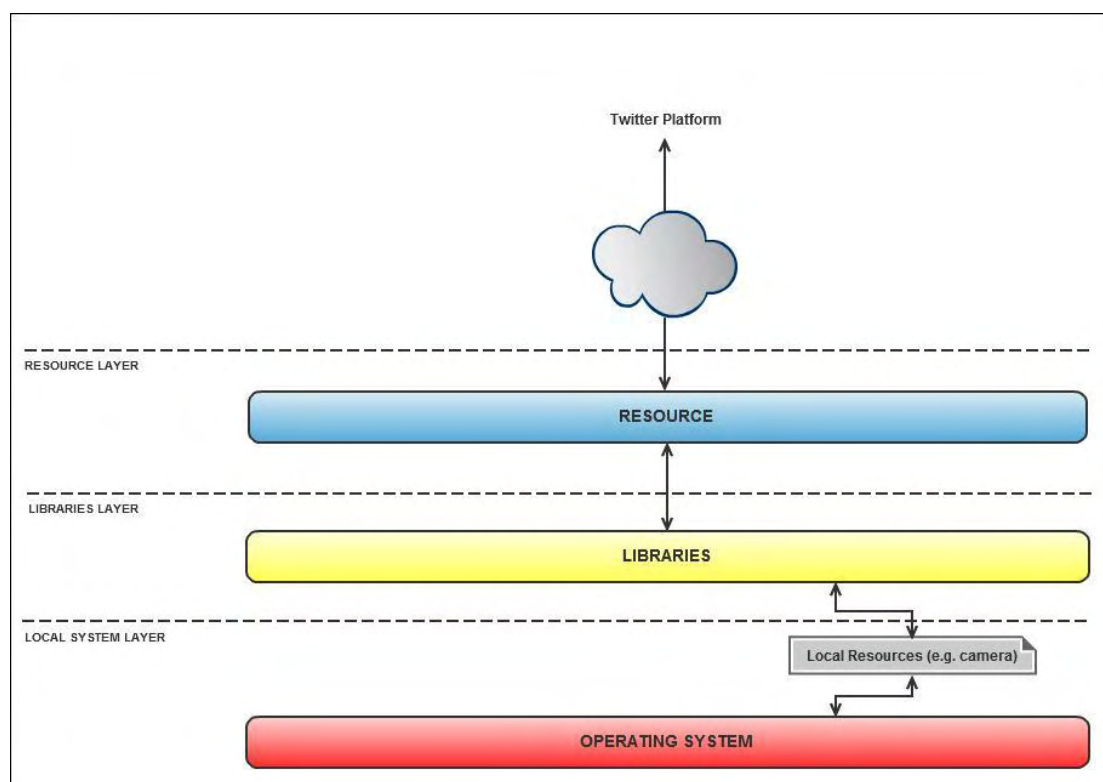 Twitter Platform
RESOURCE LAYER
RESOURCE
LIBRARIES LAYER
LIBRARIES
LOCAL SYSTEM LAYER
Local Resources (e.g. camera)
OPERATING SYSTEM